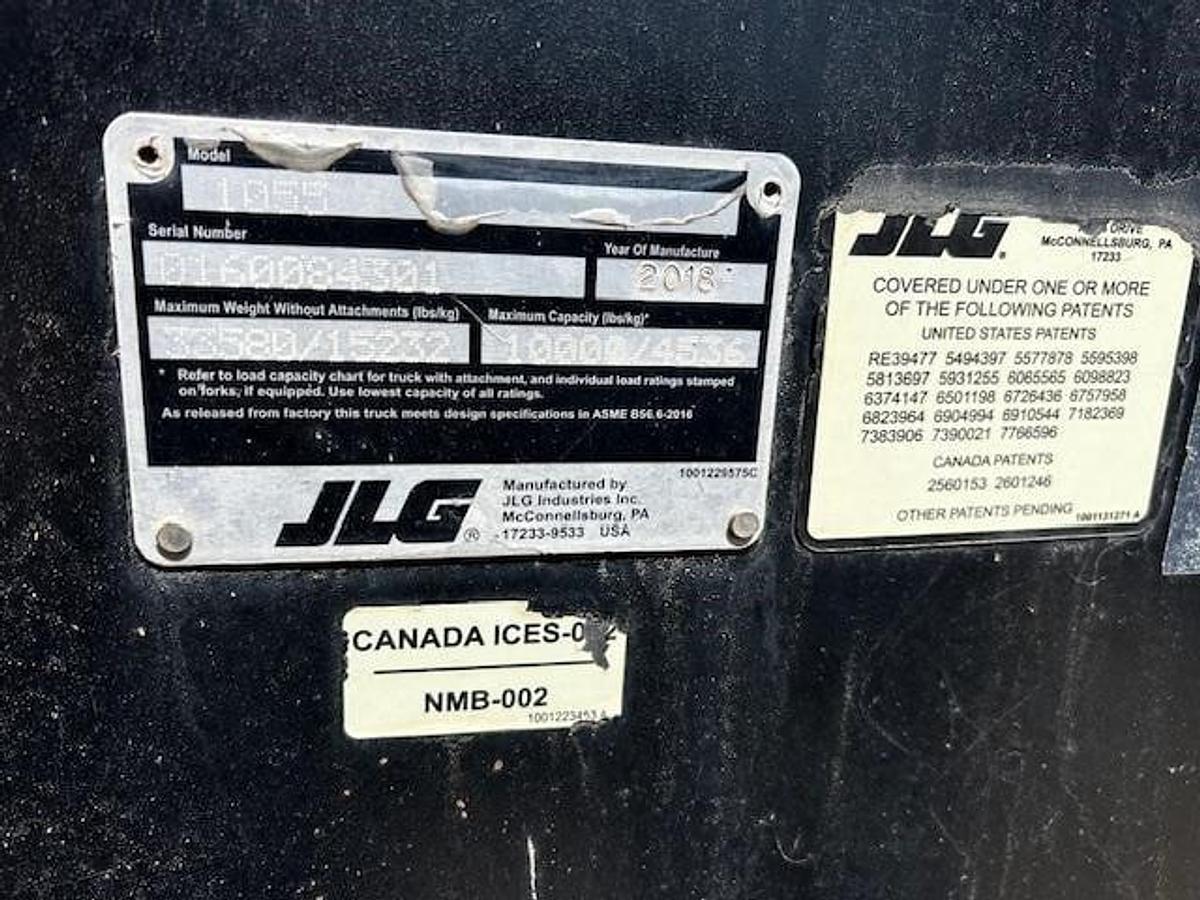 Model
1055
Serial Number
0160084301
Year Of Manufacture
2018
Maximum Weight Without Attachments (lbs/kg)
33580/15232
Maximum Capacity (lbs/kg)*
10000/4536
* Refer to load capacity chart for truck with attachment, and individual load ratings stamped
on forks, if equipped. Use lowest capacity of all ratings.
As released from factory this truck meets design specifications in ASME B56.6-2016
1001229575C
JLG®
Manufactured by
JLG Industries Inc.
McConnellsburg, PA
17233-9533 USA
JLG®
DRIVE
McCONNELLSBURG, PA
17233
COVERED UNDER ONE OR MORE
OF THE FOLLOWING PATENTS
UNITED STATES PATENTS
RE39477 5494397 5577878 5595398
5813697 5931255 6065565 6098823
6374147 6501198 6726436 6757958
6823964 6904994 6910544 7182369
7383906 7390021 7766596
CANADA PATENTS
2560153 2601246
OTHER PATENTS PENDING
1001131271 A
CANADA
NMB-002
1001223453 A